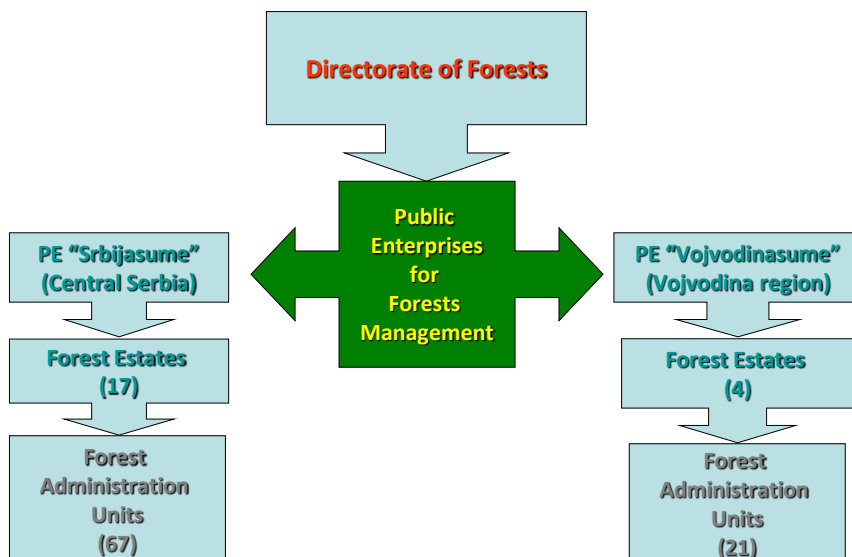 Directorate of Forests
Public
Enterprises
for
Forests
Management
PE “Srbijasume”
(Central Serbia)
Forest Estates
(17)
Forest
Administration
Units
(67)
PE “Vojvodinasume”
(Vojvodina region)
Forest Estates
(4)
Forest
Administration
Units
(21)